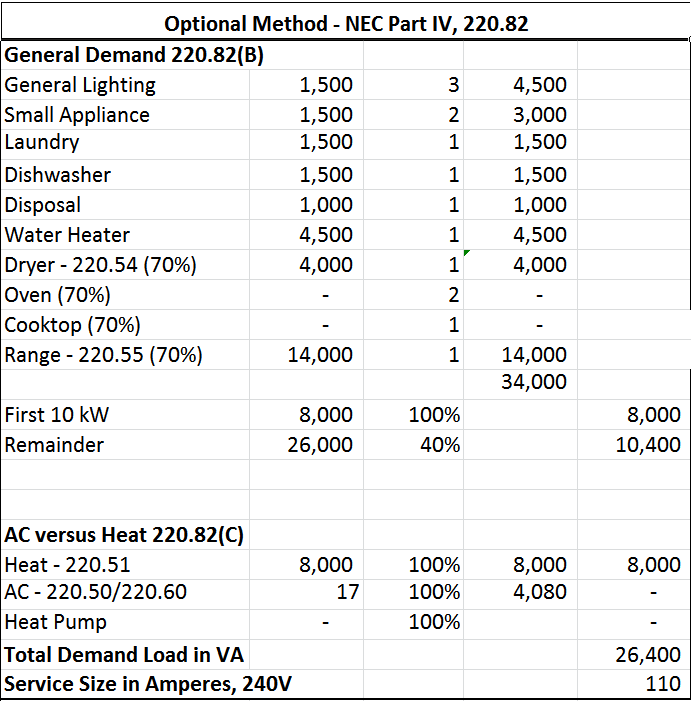 Optional Method - NEC Part IV, 220.82
General Demand 220.82(B)
General Lighting 1,500 3 4,500
Small Appliance 1,500 2 3,000
Laundry 1,500 1 1,500
Dishwasher 1,500 1 1,500
Disposal 1,000 1 1,000
Water Heater 4,500 1 4,500
Dryer - 220.54 (70%) 4,000 1 4,000
Oven (70%) - 2 -
Cooktop (70%) - 1 -
Range - 220.55 (70%) 14,000 1 14,000
34,000
First 10 kW 8,000 100% 8,000
Remainder 26,000 40% 10,400
AC versus Heat 220.82(C)
Heat - 220.51 8,000 100% 8,000 8,000
AC - 220.50/220.60 17 100% 4,080 -
Heat Pump - 100% -
Total Demand Load in VA 26,400
Service Size in Amperes, 240V 110